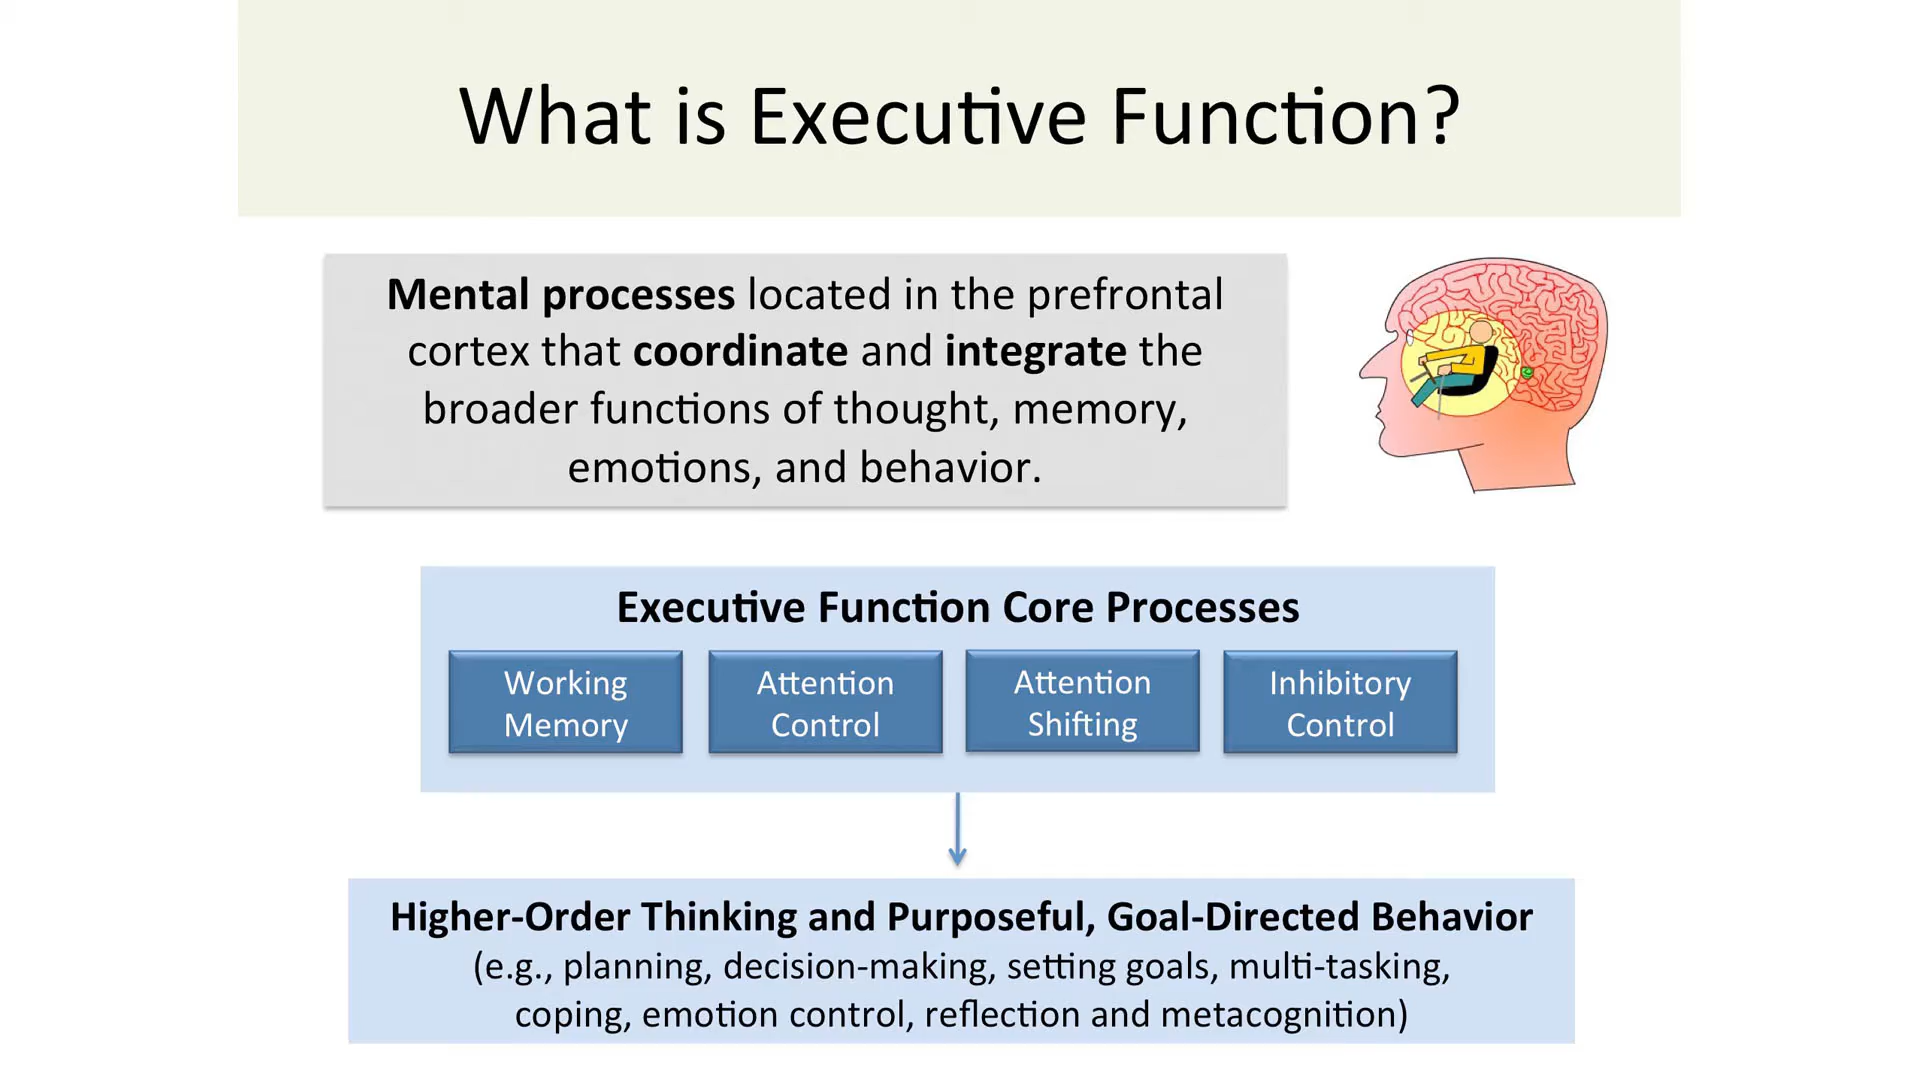 What is Executive Function?
Mental processes located in the prefrontal
cortex that coordinate and integrate the
broader functions of thought, memory,
emotions, and behavior.
Executive Function Core Processes
Working
Memory
Attention
Control
Attention
Shifting
Inhibitory
Control
Higher-Order Thinking and Purposeful, Goal-Directed Behavior
(e.g., planning, decision-making, setting goals, multi-tasking,
coping, emotion control, reflection and metacognition)